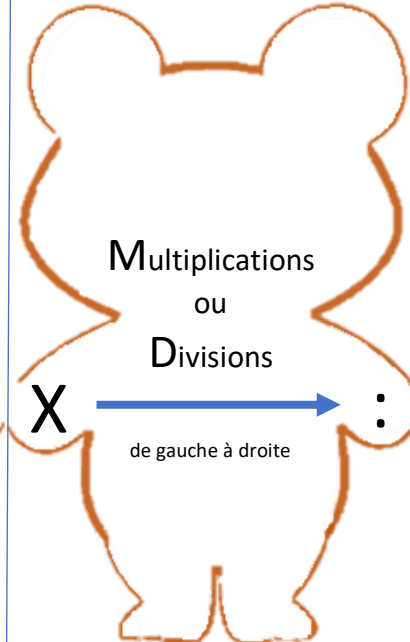 Multiplications
ou
Divisions
X :
de gauche à droite